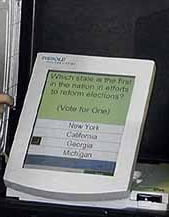 DIEBOLD
Which state is the first
in the nation in efforts
to reform elections?
(Vote for One)
New York
California
Georgia
Michigan